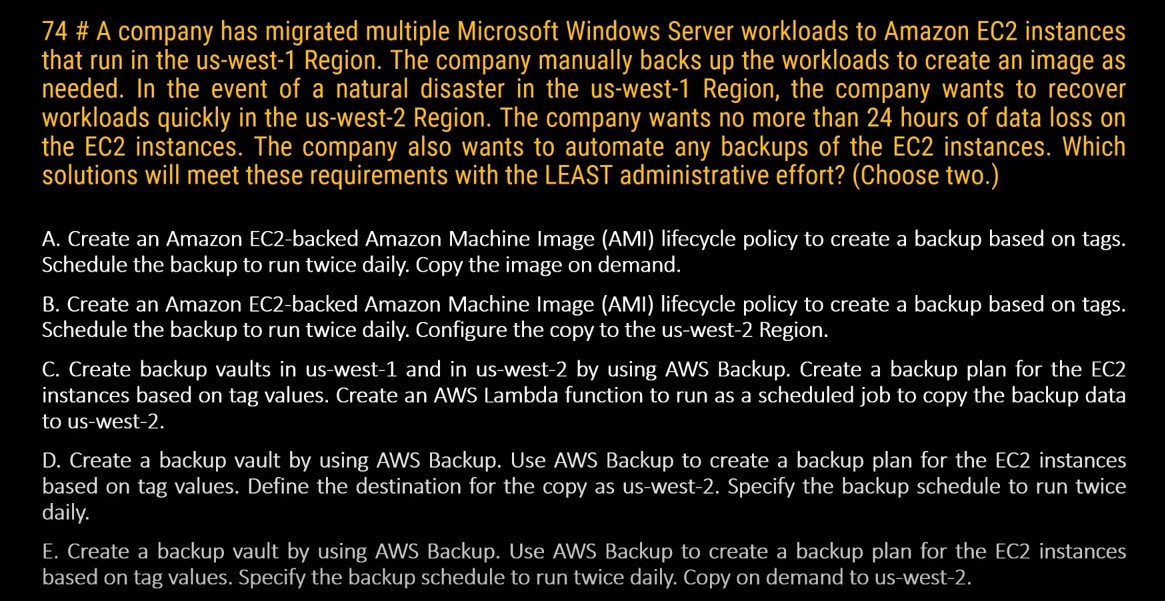 74 # A company has migrated multiple Microsoft Windows Server workloads to Amazon EC2 instances
that run in the us-west-1 Region. The company manually backs up the workloads to create an image as
needed. In the event of a natural disaster in the us-west-1 Region, the company wants to recover
workloads quickly in the us-west-2 Region. The company wants no more than 24 hours of data loss on
the EC2 instances. The company also wants to automate any backups of the EC2 instances. Which
solutions will meet these requirements with the LEAST administrative effort? (Choose two.)
A. Create an Amazon EC2-backed Amazon Machine Image (AMI) lifecycle policy to create a backup based on tags.
Schedule the backup to run twice daily. Copy the image on demand.
B. Create an Amazon EC2-backed Amazon Machine Image (AMI) lifecycle policy to create a backup based on tags.
Schedule the backup to run twice daily. Configure the copy to the us-west-2 Region.
C. Create backup vaults in us-west-1 and in us-west-2 by using AWS Backup. Create a backup plan for the EC2
instances based on tag values. Create an AWS Lambda function to run as a scheduled job to copy the backup data
to us-west-2.
D. Create a backup vault by using AWS Backup. Use AWS Backup to create a backup plan for the EC2 instances
based on tag values. Define the destination for the copy as us-west-2. Specify the backup schedule to run twice
daily.
E. Create a backup vault by using AWS Backup. Use AWS Backup to create a backup plan for the EC2 instances
based on tag values. Specify the backup schedule to run twice daily. Copy on demand to us-west-2.